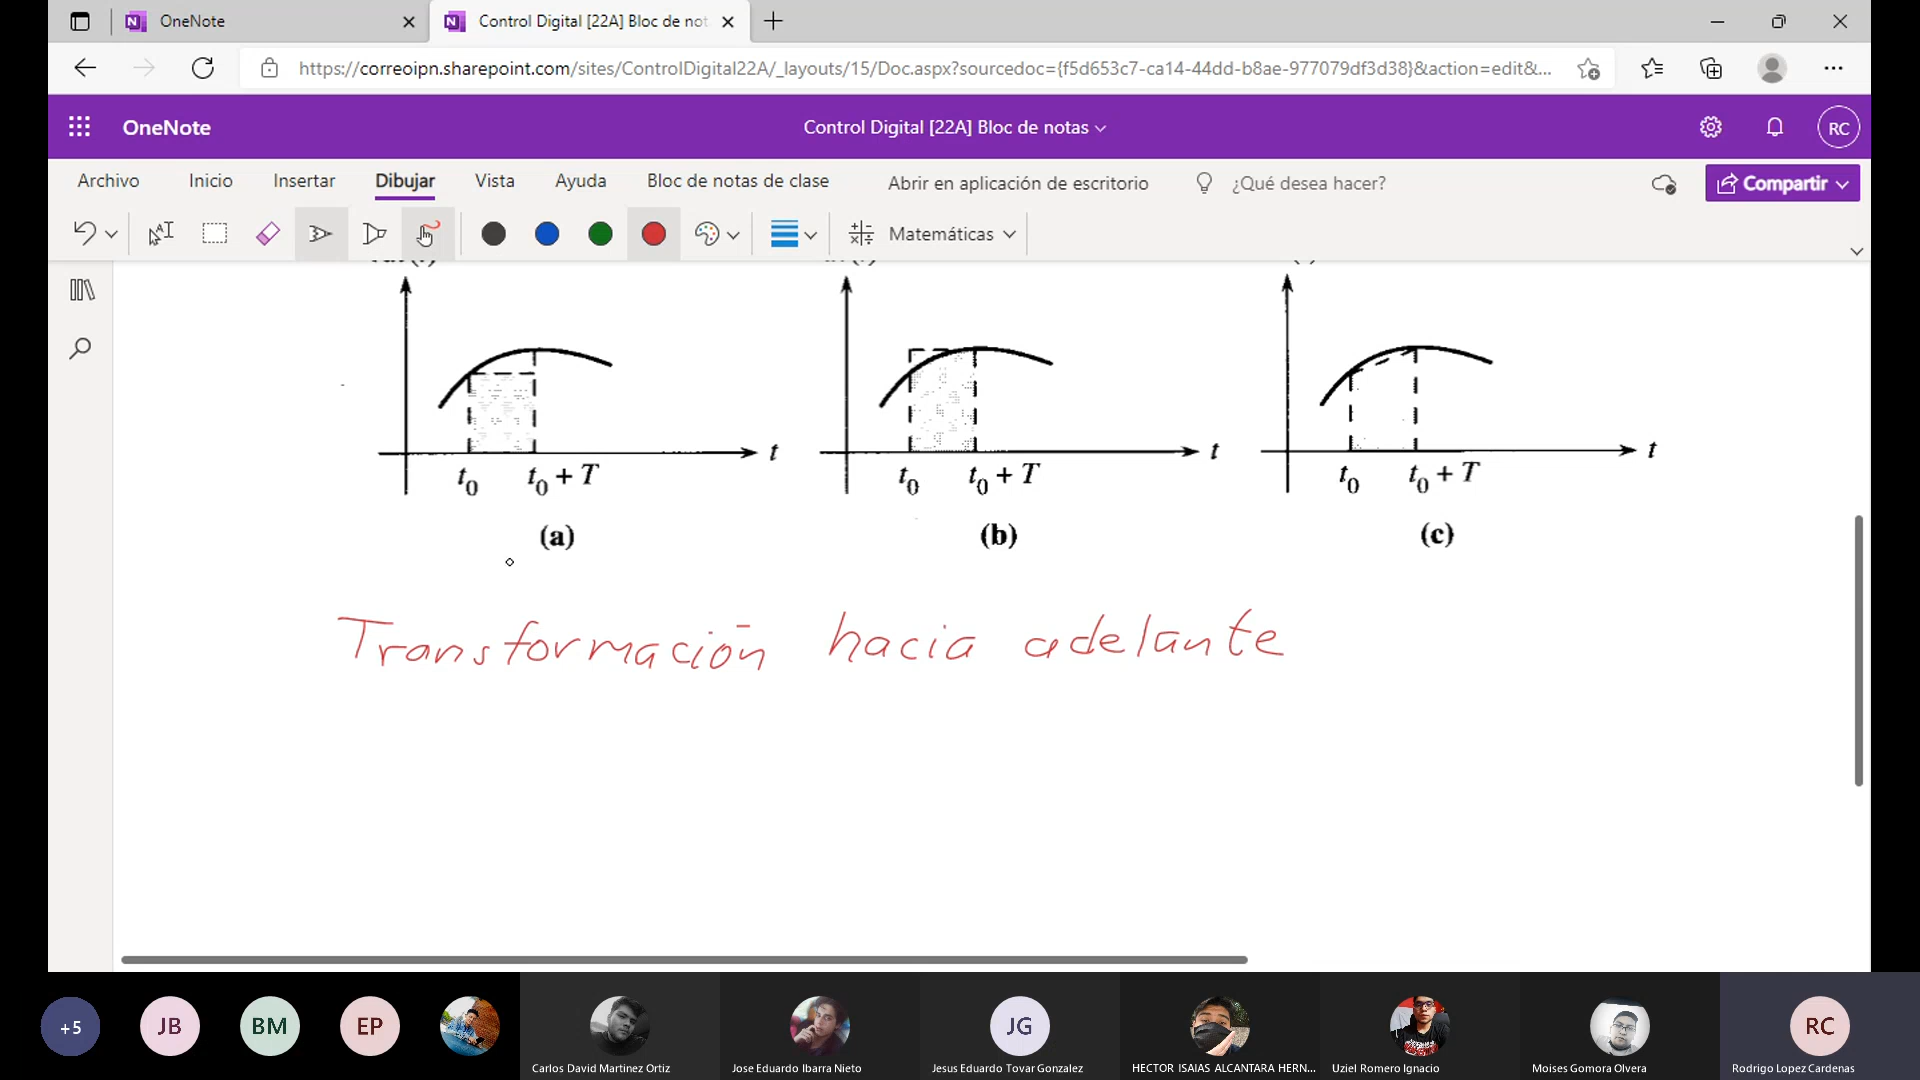 OneNote
Control Digital [22A] Bloc de not
https://correoipn.sharepoint.com/sites/ControlDigital22A/_layouts/15/Doc.aspx?sourcedoc={f5d653c7-ca14-44dd-b8ae-977079df3d38}&action=edit&...
OneNote
Control Digital [22A] Bloc de notas
RC
Archivo Inicio Insertar Dibujar Vista Ayuda Bloc de notas de clase Abrir en aplicación de escritorio ¿Qué desea hacer? Compartir
Matemáticas
t t t
t0 t0 + T t0 t0 + T t0 t0 + T
(a) (b) (c)
Transformación hacia adelante
+5 JB BM EP JG RC
Carlos David Martinez Ortiz Jose Eduardo Ibarra Nieto Jesus Eduardo Tovar Gonzalez HECTOR ISAIAS ALCANTARA HERN... Uziel Romero Ignacio Moises Gomora Olvera Rodrigo Lopez Cardenas